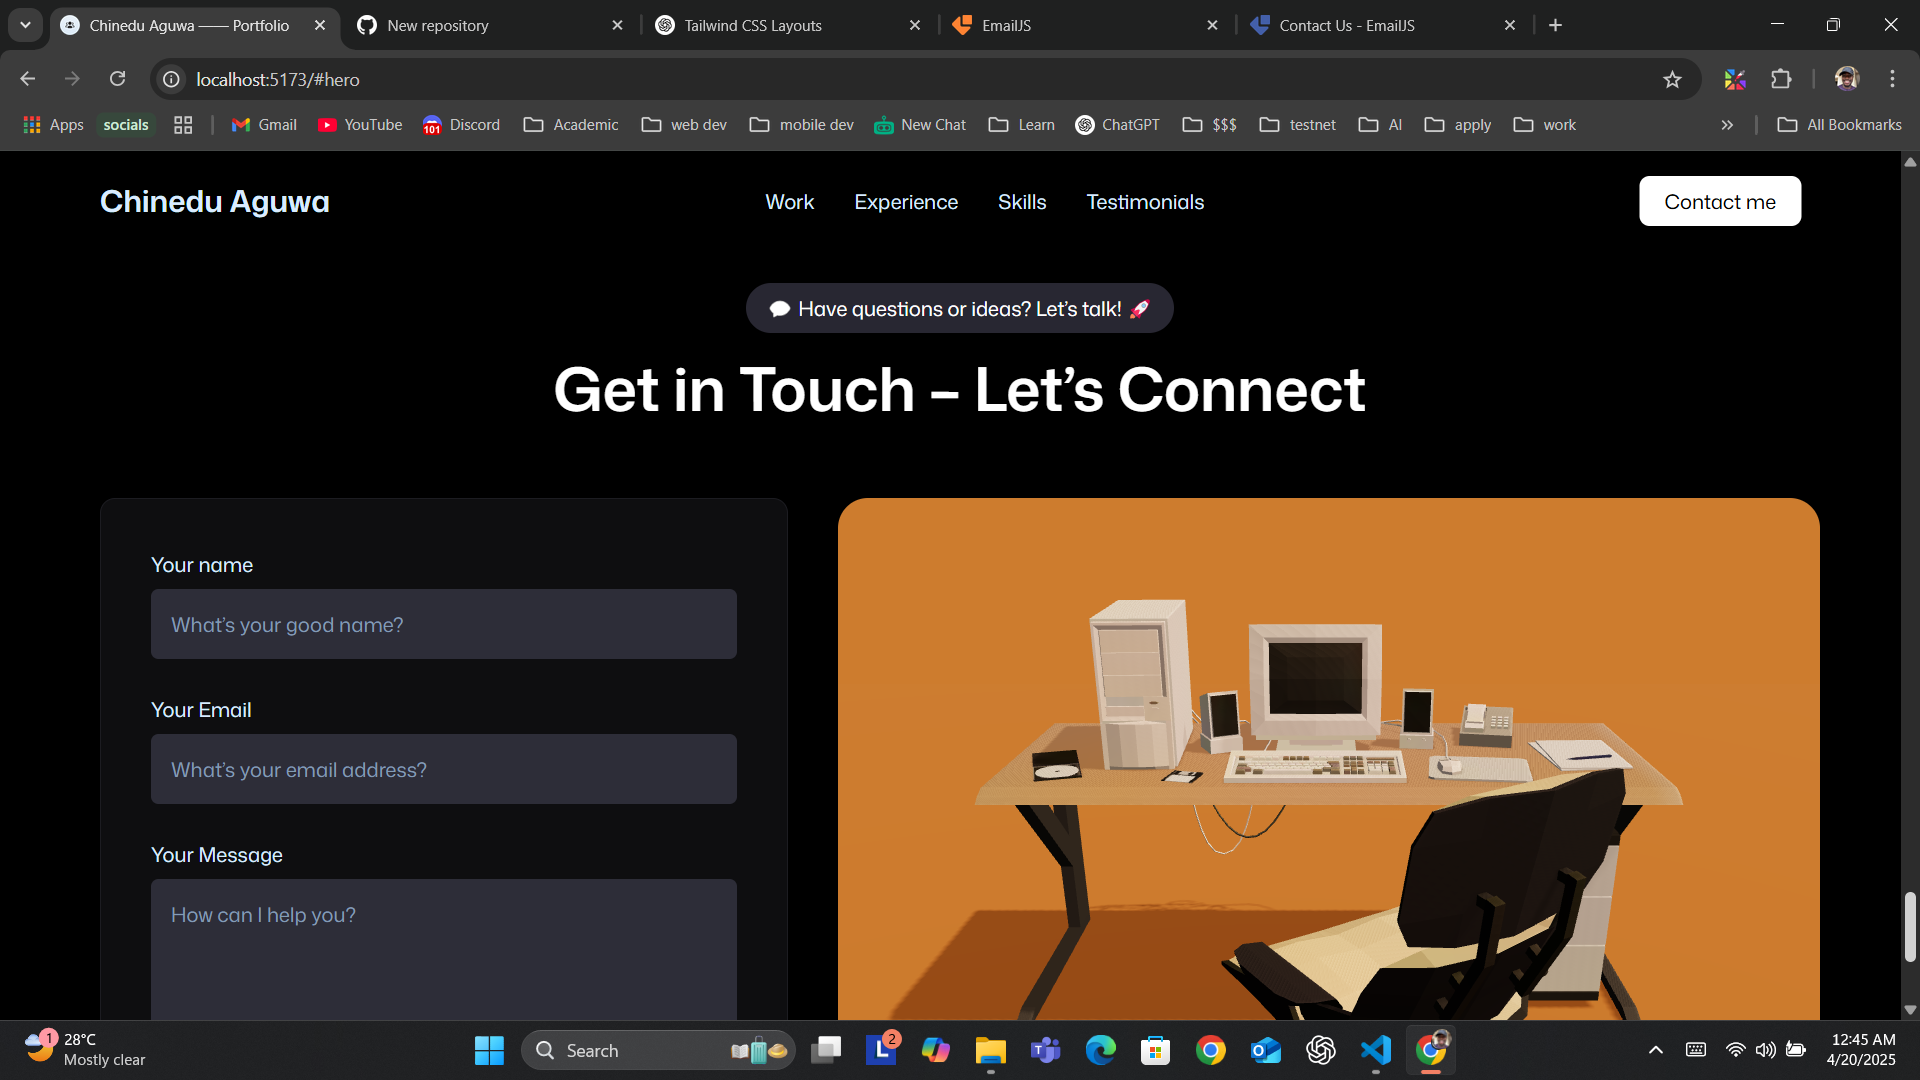 Chinedu Aguwa —— Portfolio
New repository
Tailwind CSS Layouts
EmailJS
Contact Us - EmailJS
localhost:5173/#hero
Apps
socials
Gmail
YouTube
101
Discord
Academic
web dev
mobile dev
New Chat
Learn
ChatGPT
$$$
testnet
AI
apply
work
All Bookmarks
Chinedu Aguwa
Work
Experience
Skills
Testimonials
Contact me
💬 Have questions or ideas? Let’s talk! 🚀
Get in Touch – Let’s Connect
Your name
What’s your good name?
Your Email
What’s your email address?
Your Message
How can I help you?
1
28°C
Mostly clear
Search
L
2
12:45 AM
4/20/2025